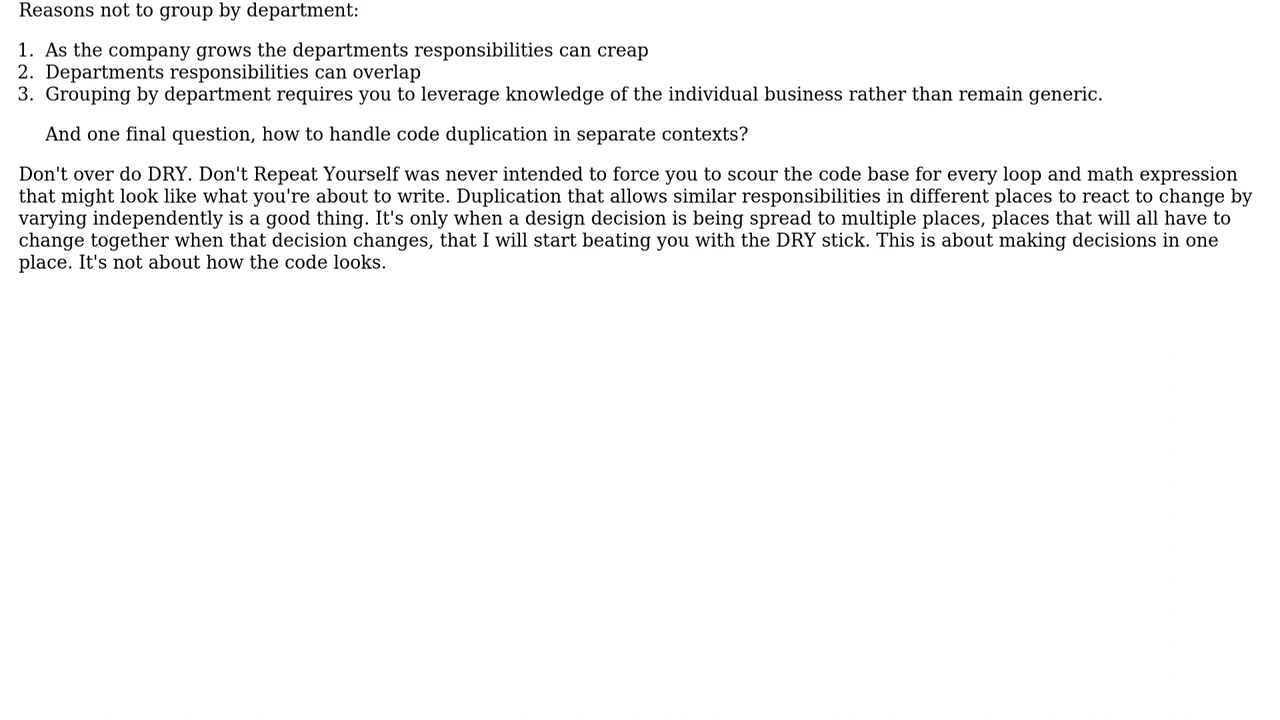 Reasons not to group by department:
1. As the company grows the departments responsibilities can creap
2. Departments responsibilities can overlap
3. Grouping by department requires you to leverage knowledge of the individual business rather than remain generic.
And one final question, how to handle code duplication in separate contexts?
Don't over do DRY. Don't Repeat Yourself was never intended to force you to scour the code base for every loop and math expression
that might look like what you're about to write. Duplication that allows similar responsibilities in different places to react to change by
varying independently is a good thing. It's only when a design decision is being spread to multiple places, places that will all have to
change together when that decision changes, that I will start beating you with the DRY stick. This is about making decisions in one
place. It's not about how the code looks.